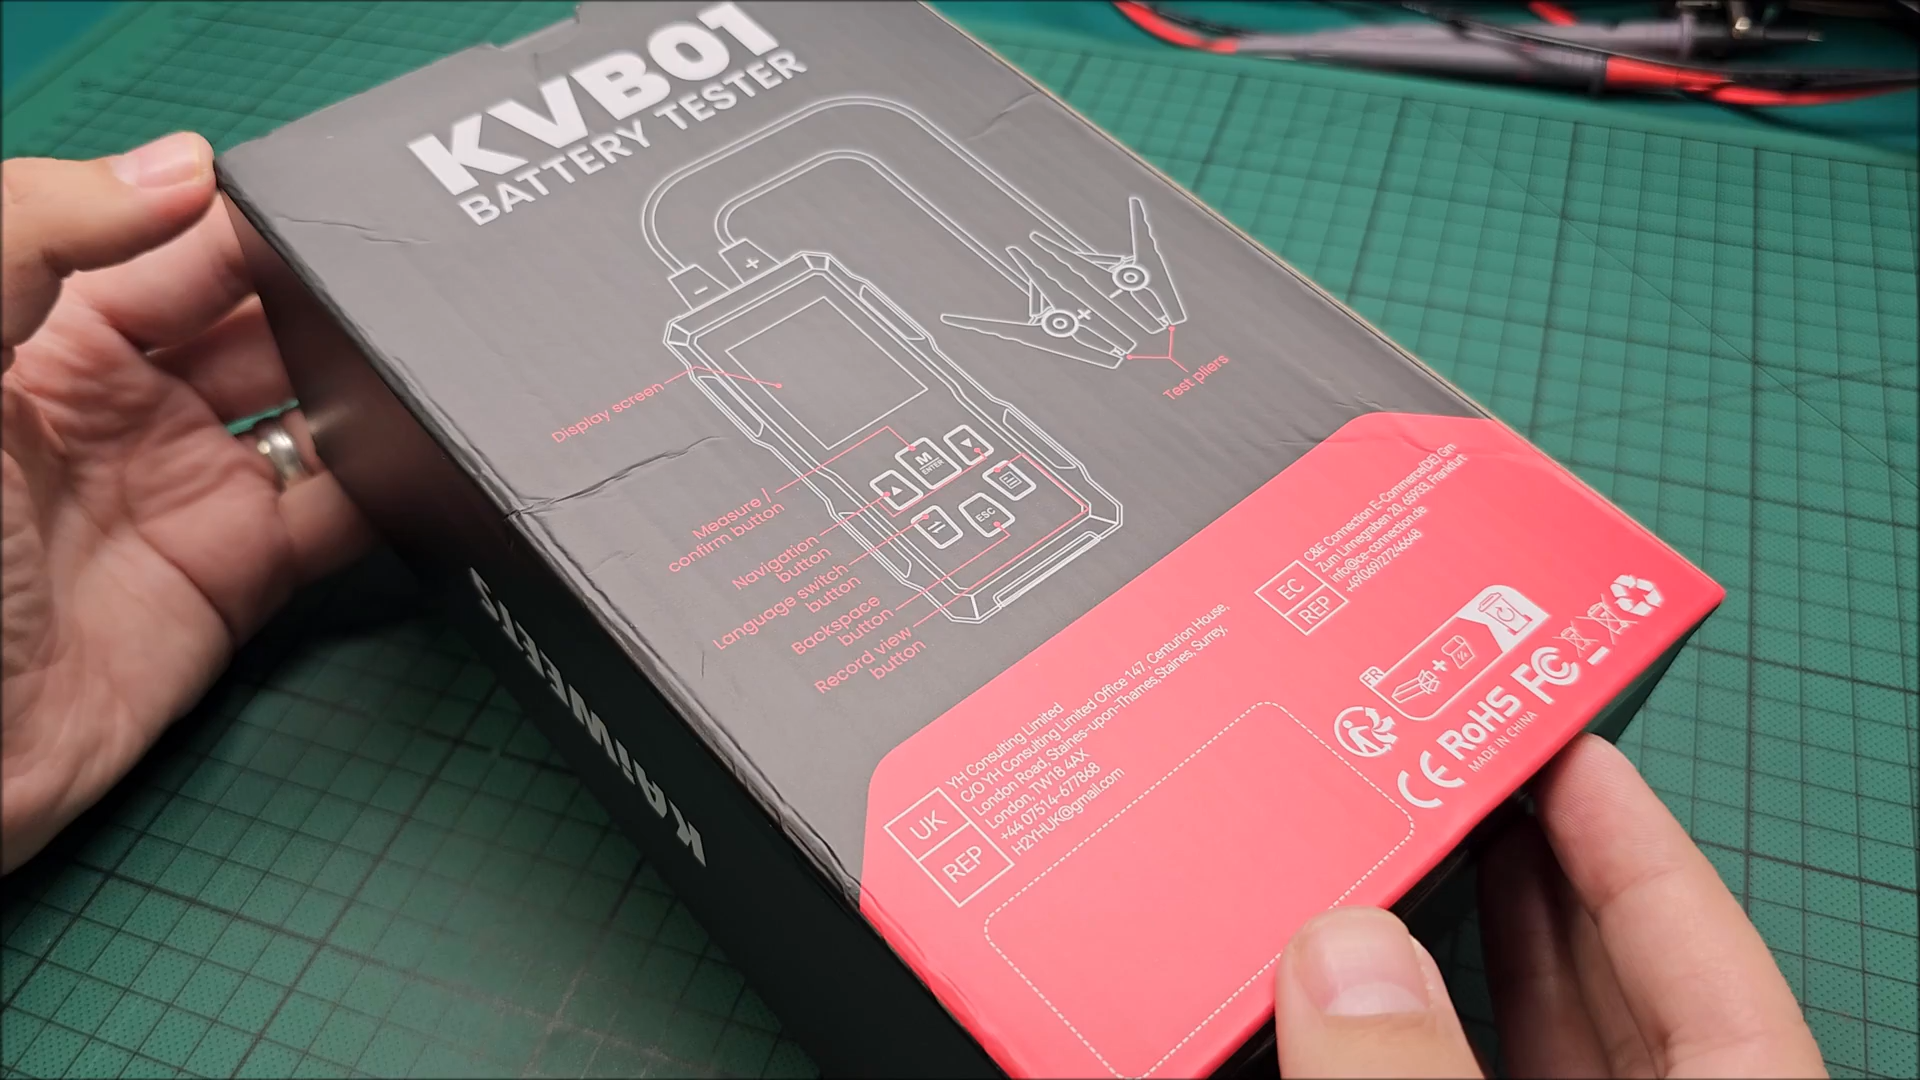 KVB01
BATTERY TESTER
-
+
+
-
Display screen
Test pliers
M
ENTER
ESC
Measure /
confirm button
Navigation
button
Language switch
button
Backspace
button
Record view
button
KAiWEETS
UK
REP
YH Consulting Limited
C/O YH Consulting Limited Office 147, Centurion House,
London Road, Staines-upon-Thames, Staines, Surrey,
London, TW18 4AX
+44 07514-677868
H2YHUK@gmail.com
EC
REP
C&E Connection E-Commerce(DE) Gm
Zum Linnegraben 20, 65933, Frankfurt
info@ce-connection.de
+49(069)27246648
FR
+
CE RoHS FC
MADE IN CHINA